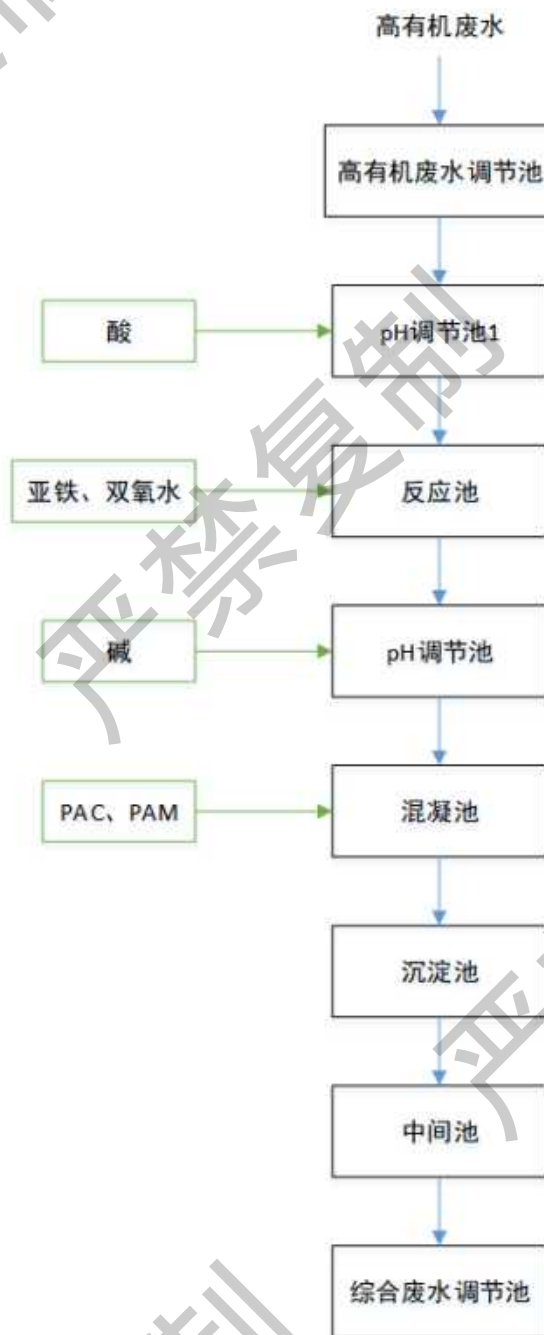 高有机废水
高有机废水调节池
酸
pH调节池1
亚铁、双氧水
反应池
碱
pH调节池
PAC、PAM
混凝池
沉淀池
中间池
综合废水调节池
严禁复制